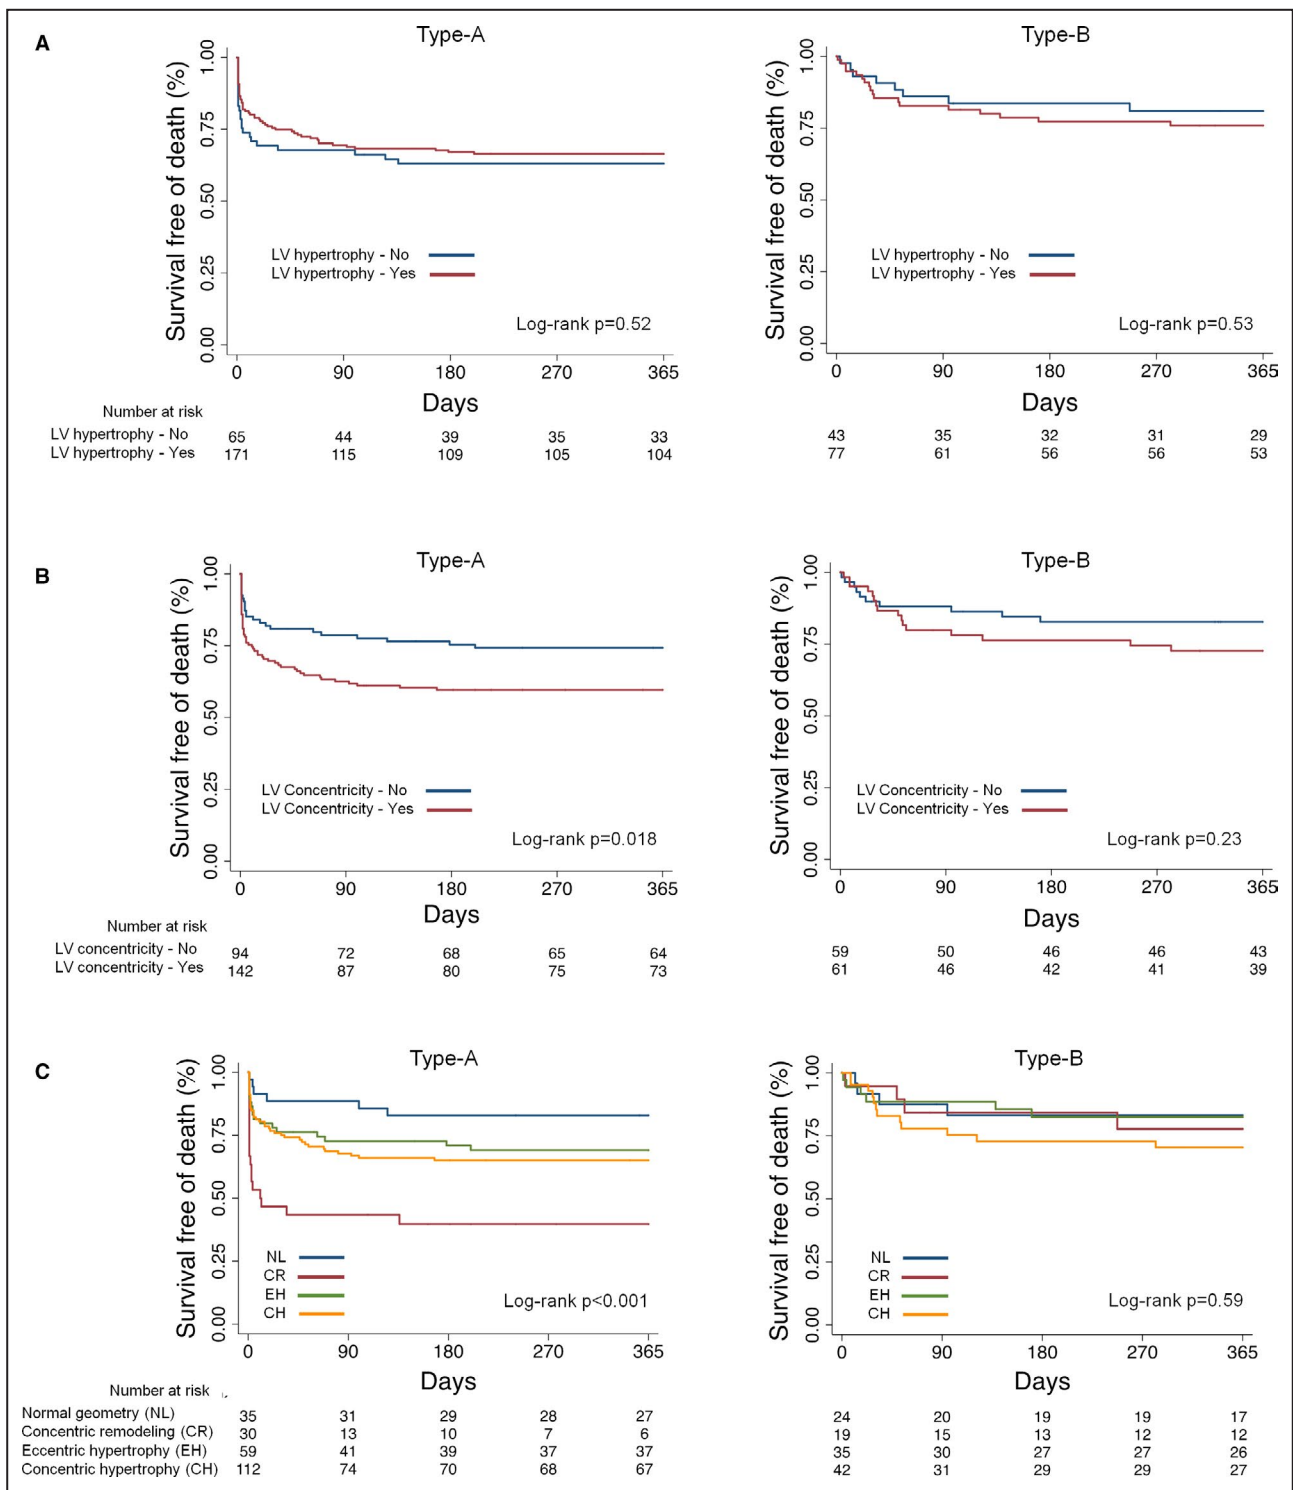 A
Type-A
Type-B
Survival free of death (%)
1.00
0.75
0.50
0.25
0.00
LV hypertrophy - No
LV hypertrophy - Yes
Log-rank p=0.52
0 90 180 270 365
Days
Survival free of death (%)
1.00
0.75
0.50
0.25
0.00
LV hypertrophy - No
LV hypertrophy - Yes
Log-rank p=0.53
0 90 180 270 365
Days
Number at risk
LV hypertrophy - No 65 44 39 35 33 43 35 32 31 29
LV hypertrophy - Yes 171 115 109 105 104 77 61 56 56 53
B
Type-A
Type-B
Survival free of death (%)
1.00
0.75
0.50
0.25
0.00
LV Concentricity - No
LV Concentricity - Yes
Log-rank p=0.018
0 90 180 270 365
Days
Survival free of death (%)
1.00
0.75
0.50
0.25
0.00
LV Concentricity - No
LV Concentricity - Yes
Log-rank p=0.23
0 90 180 270 365
Days
Number at risk
LV concentricity - No 94 72 68 65 64 59 50 46 46 43
LV concentricity - Yes 142 87 80 75 73 61 46 42 41 39
C
Type-A
Type-B
Survival free of death (%)
1.00
0.75
0.50
0.25
0.00
NL
CR
EH
CH
Log-rank p<0.001
0 90 180 270 365
Days
Survival free of death (%)
1.00
0.75
0.50
0.25
0.00
NL
CR
EH
CH
Log-rank p=0.59
0 90 180 270 365
Days
Number at risk
Normal geometry (NL) 35 31 29 28 27 24 20 19 19 17
Concentric remodeling (CR) 30 13 10 7 6 19 15 13 12 12
Eccentric hypertrophy (EH) 59 41 39 37 37 35 30 27 27 26
Concentric hypertrophy (CH) 112 74 70 68 67 42 31 29 29 27